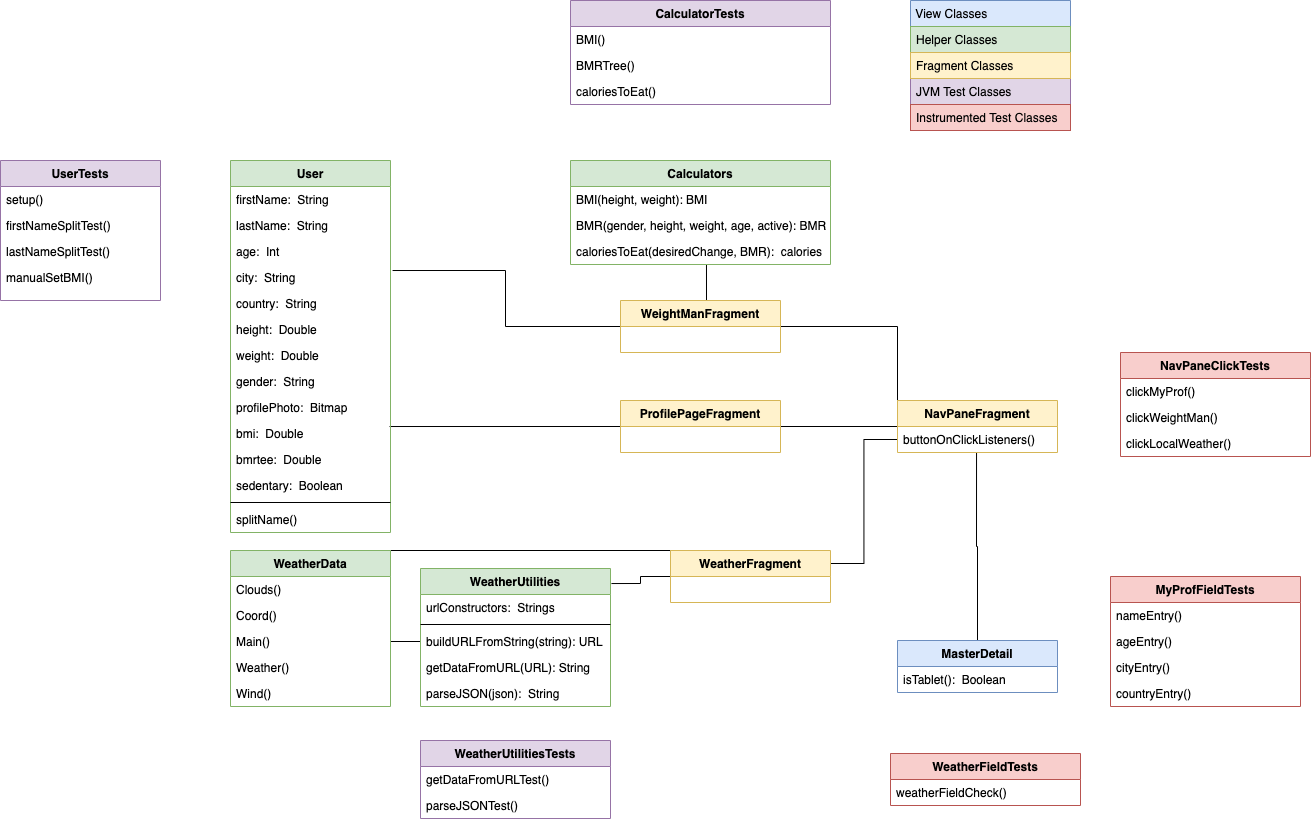 CalculatorTests
BMI()
BMRTree()
caloriesToEat()
View Classes
Helper Classes
Fragment Classes
JVM Test Classes
Instrumented Test Classes
UserTests
setup()
firstNameSplitTest()
lastNameSplitTest()
manualSetBMI()
User
firstName: String
lastName: String
age: Int
city: String
country: String
height: Double
weight: Double
gender: String
profilePhoto: Bitmap
bmi: Double
bmrtee: Double
sedentary: Boolean
splitName()
Calculators
BMI(height, weight): BMI
BMR(gender, height, weight, age, active): BMR
caloriesToEat(desiredChange, BMR): calories
WeightManFragment
ProfilePageFragment
NavPaneFragment
buttonOnClickListeners()
NavPaneClickTests
clickMyProf()
clickWeightMan()
clickLocalWeather()
WeatherData
Clouds()
Coord()
Main()
Weather()
Wind()
WeatherUtilities
urlConstructors: Strings
buildURLFromString(string): URL
getDataFromURL(URL): String
parseJSON(json): String
WeatherFragment
MasterDetail
isTablet(): Boolean
MyProfFieldTests
nameEntry()
ageEntry()
cityEntry()
countryEntry()
WeatherUtilitiesTests
getDataFromURLTest()
parseJSONTest()
WeatherFieldTests
weatherFieldCheck()